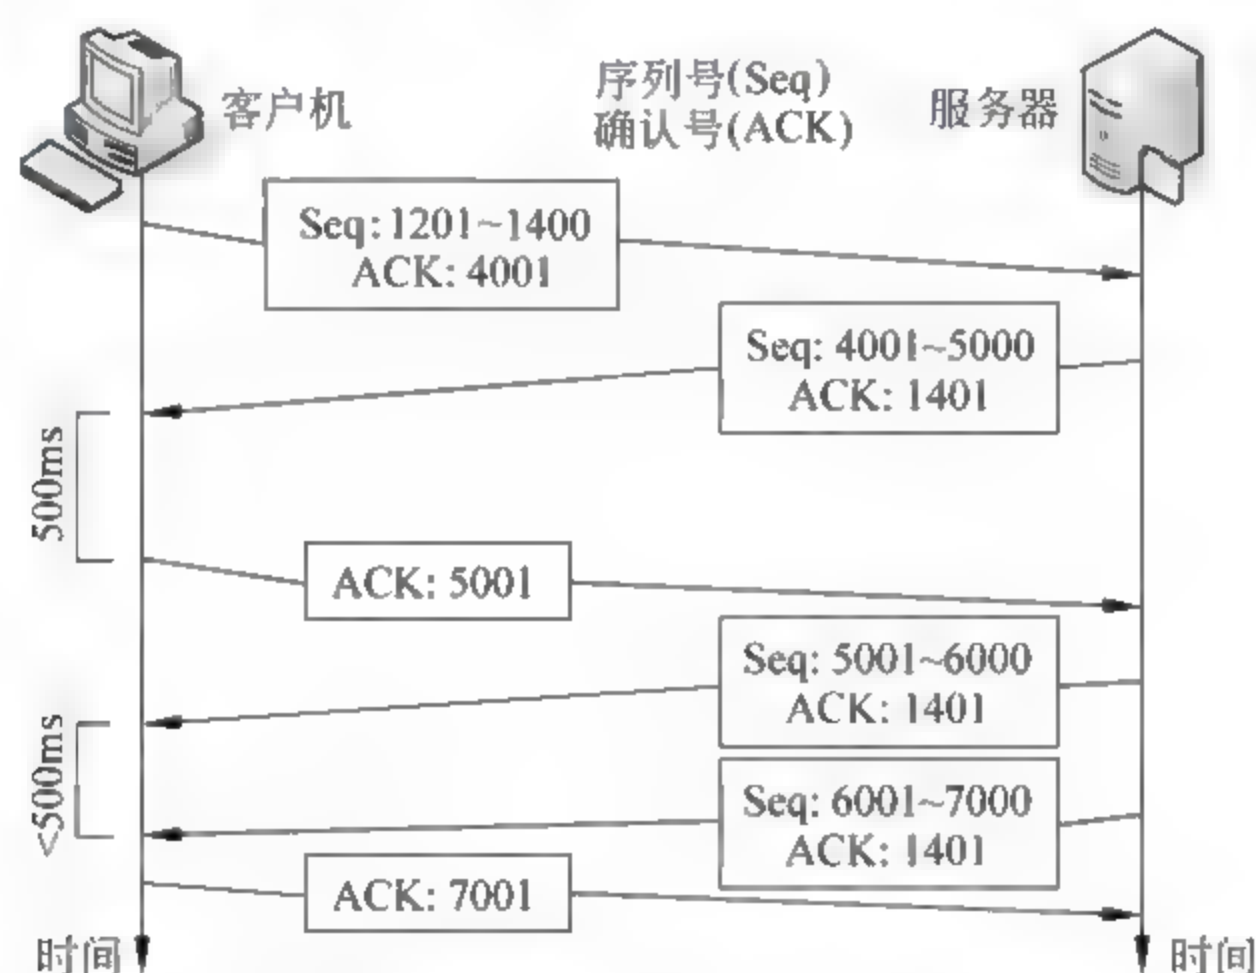 客户机
序列号(Seq)
确认号(ACK)
服务器
Seq: 1201~1400
ACK: 4001
Seq: 4001~5000
ACK: 1401
500ms
ACK: 5001
Seq: 5001~6000
ACK: 1401
<500ms
Seq: 6001~7000
ACK: 1401
ACK: 7001
时间
时间